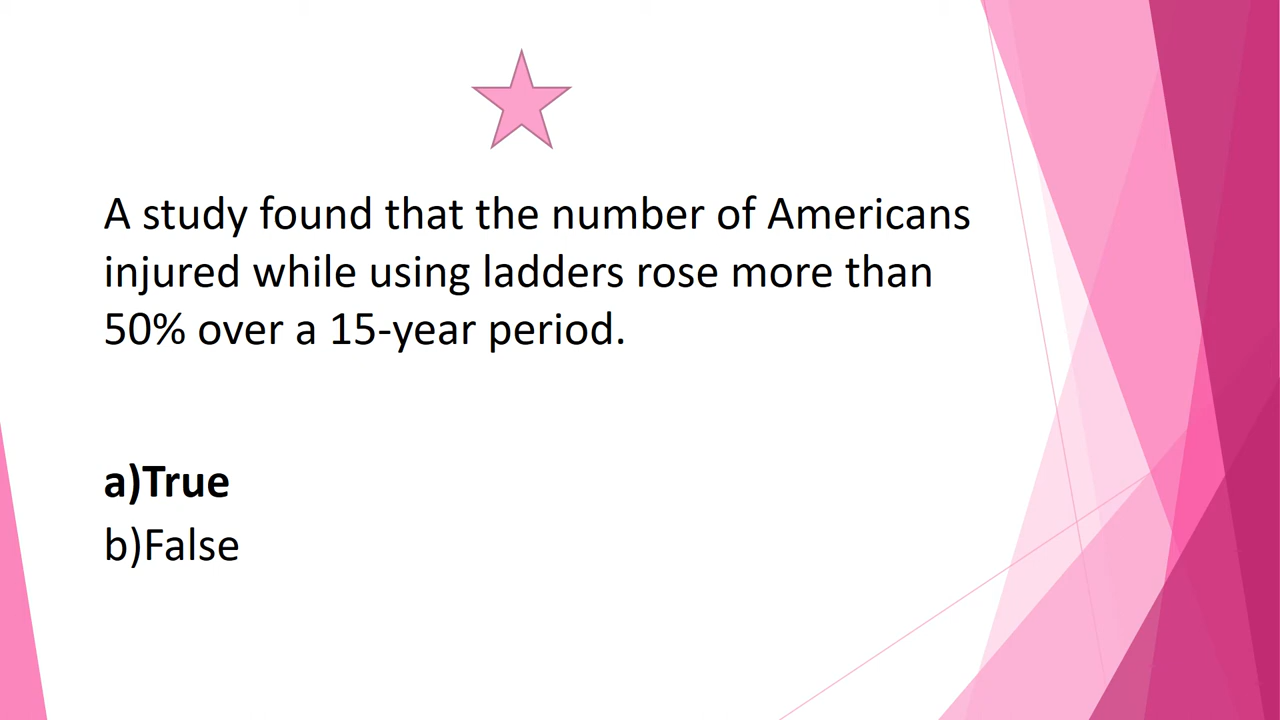 A study found that the number of Americans
injured while using ladders rose more than
50% over a 15-year period.
a)True
b)False